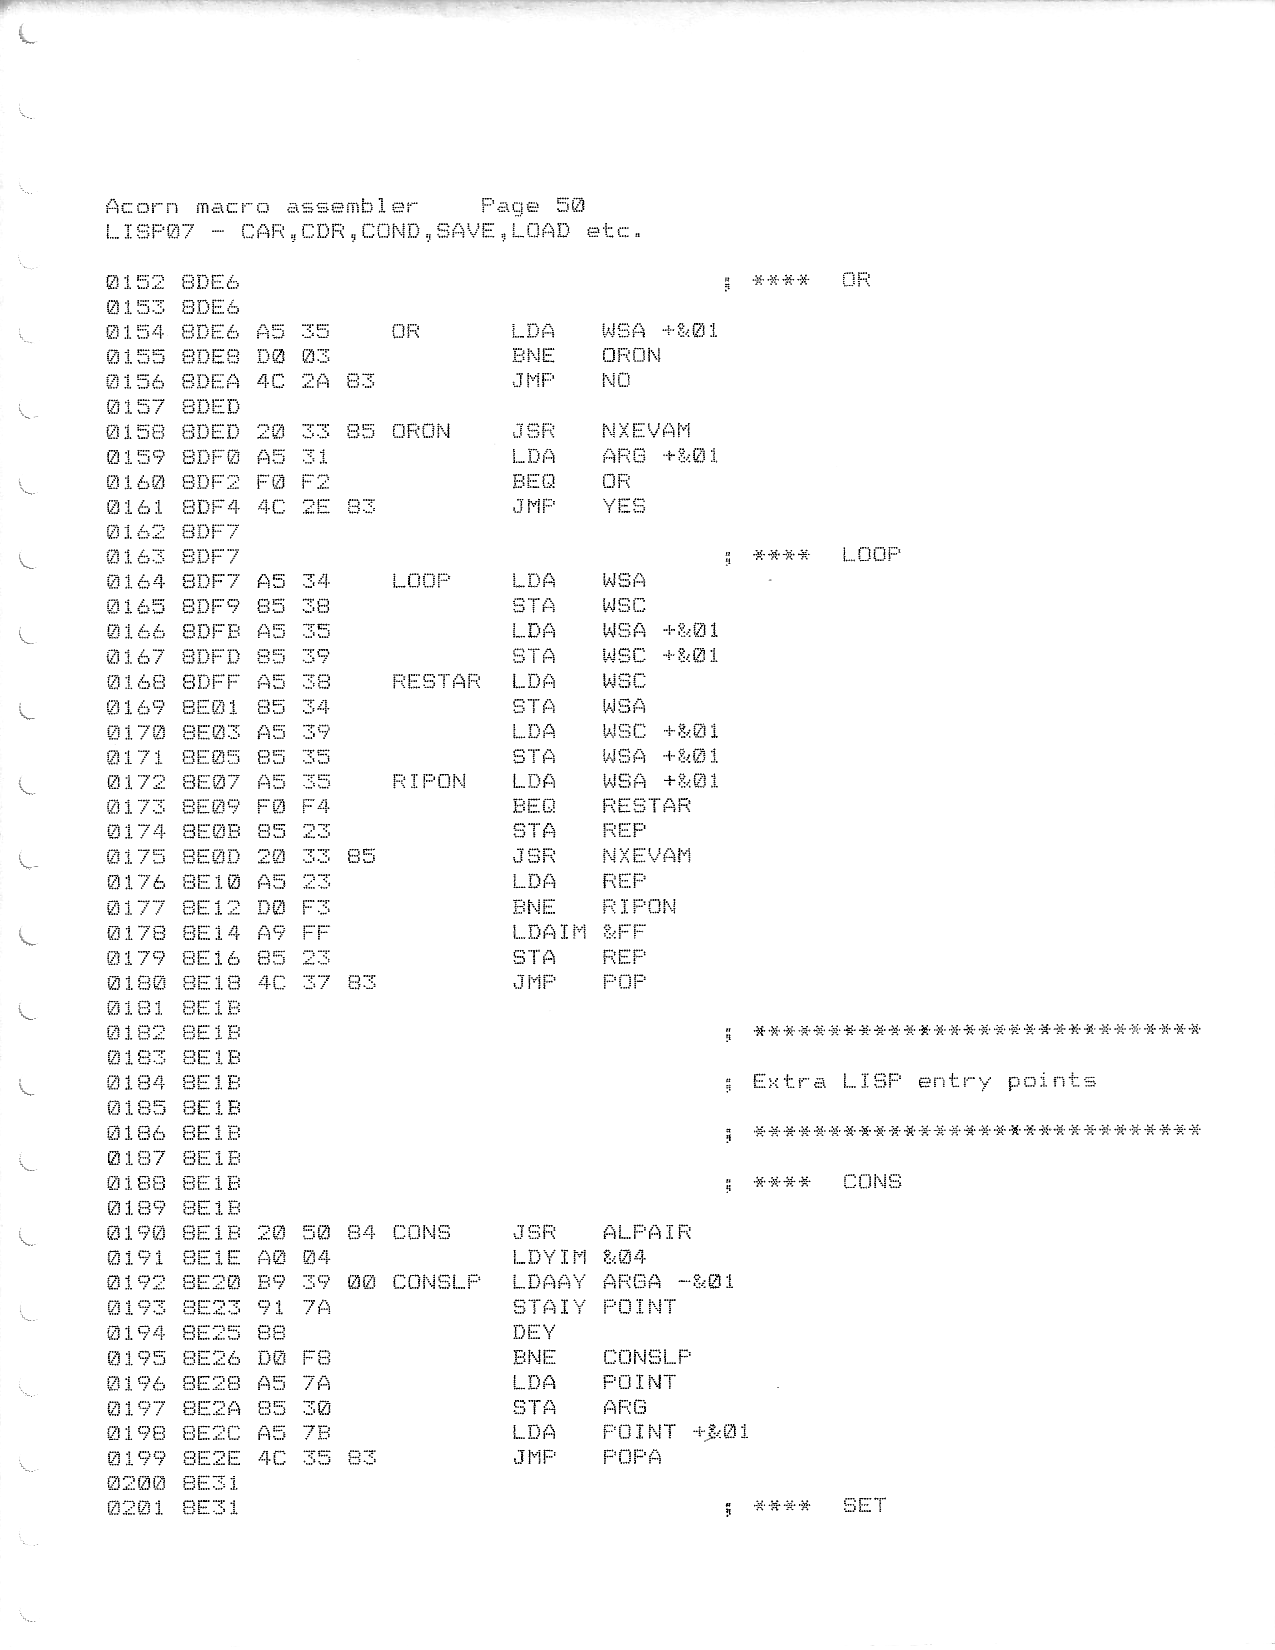 Acorn macro assembler    Page 50
LISP07 - CAR,CDR,COND,SAVE,LOAD etc.
0152 8DE6                                ; ****  OR
0153 8DE6
0154 8DE6 A5 35    OR      LDA   WSA +&01
0155 8DE8 D0 03            BNE   ORON
0156 8DEA 4C 2A 83         JMP   NO
0157 8DED
0158 8DED 20 33 85 ORON    JSR   NXEVAM
0159 8DF0 A5 31            LDA   ARG +&01
0160 8DF2 F0 F2            BEQ   OR
0161 8DF4 4C 2E 83         JMP   YES
0162 8DF7
0163 8DF7                                ; ****  LOOP
0164 8DF7 A5 34    LOOP    LDA   WSA
0165 8DF9 85 38            STA   WSC
0166 8DFB A5 35            LDA   WSA +&01
0167 8DFD 85 39            STA   WSC +&01
0168 8DFF A5 38    RESTAR  LDA   WSC
0169 8E01 85 34            STA   WSA
0170 8E03 A5 39            LDA   WSC +&01
0171 8E05 85 35            STA   WSA +&01
0172 8E07 A5 35    RIPON   LDA   WSA +&01
0173 8E09 F0 F4            BEQ   RESTAR
0174 8E0B 85 23            STA   REP
0175 8E0D 20 33 85         JSR   NXEVAM
0176 8E10 A5 23            LDA   REP
0177 8E12 D0 F3            BNE   RIPON
0178 8E14 A9 FF            LDAIM &FF
0179 8E16 85 23            STA   REP
0180 8E18 4C 37 83         JMP   POP
0181 8E1B
0182 8E1B                                ; ******************************
0183 8E1B
0184 8E1B                                ; Extra LISP entry points
0185 8E1B
0186 8E1B                                ; ******************************
0187 8E1B
0188 8E1B                                ; ****  CONS
0189 8E1B
0190 8E1B 20 50 84 CONS    JSR   ALPAIR
0191 8E1E A0 04            LDYIM &04
0192 8E20 B9 39 00 CONSLP  LDAAY ARGA -&01
0193 8E23 91 7A            STAIY POINT
0194 8E25 88               DEY
0195 8E26 D0 F8            BNE   CONSLP
0196 8E28 A5 7A            LDA   POINT
0197 8E2A 85 30            STA   ARG
0198 8E2C A5 7B            LDA   POINT +&01
0199 8E2E 4C 35 83         JMP   POPA
0200 8E31
0201 8E31                                ; ****  SET